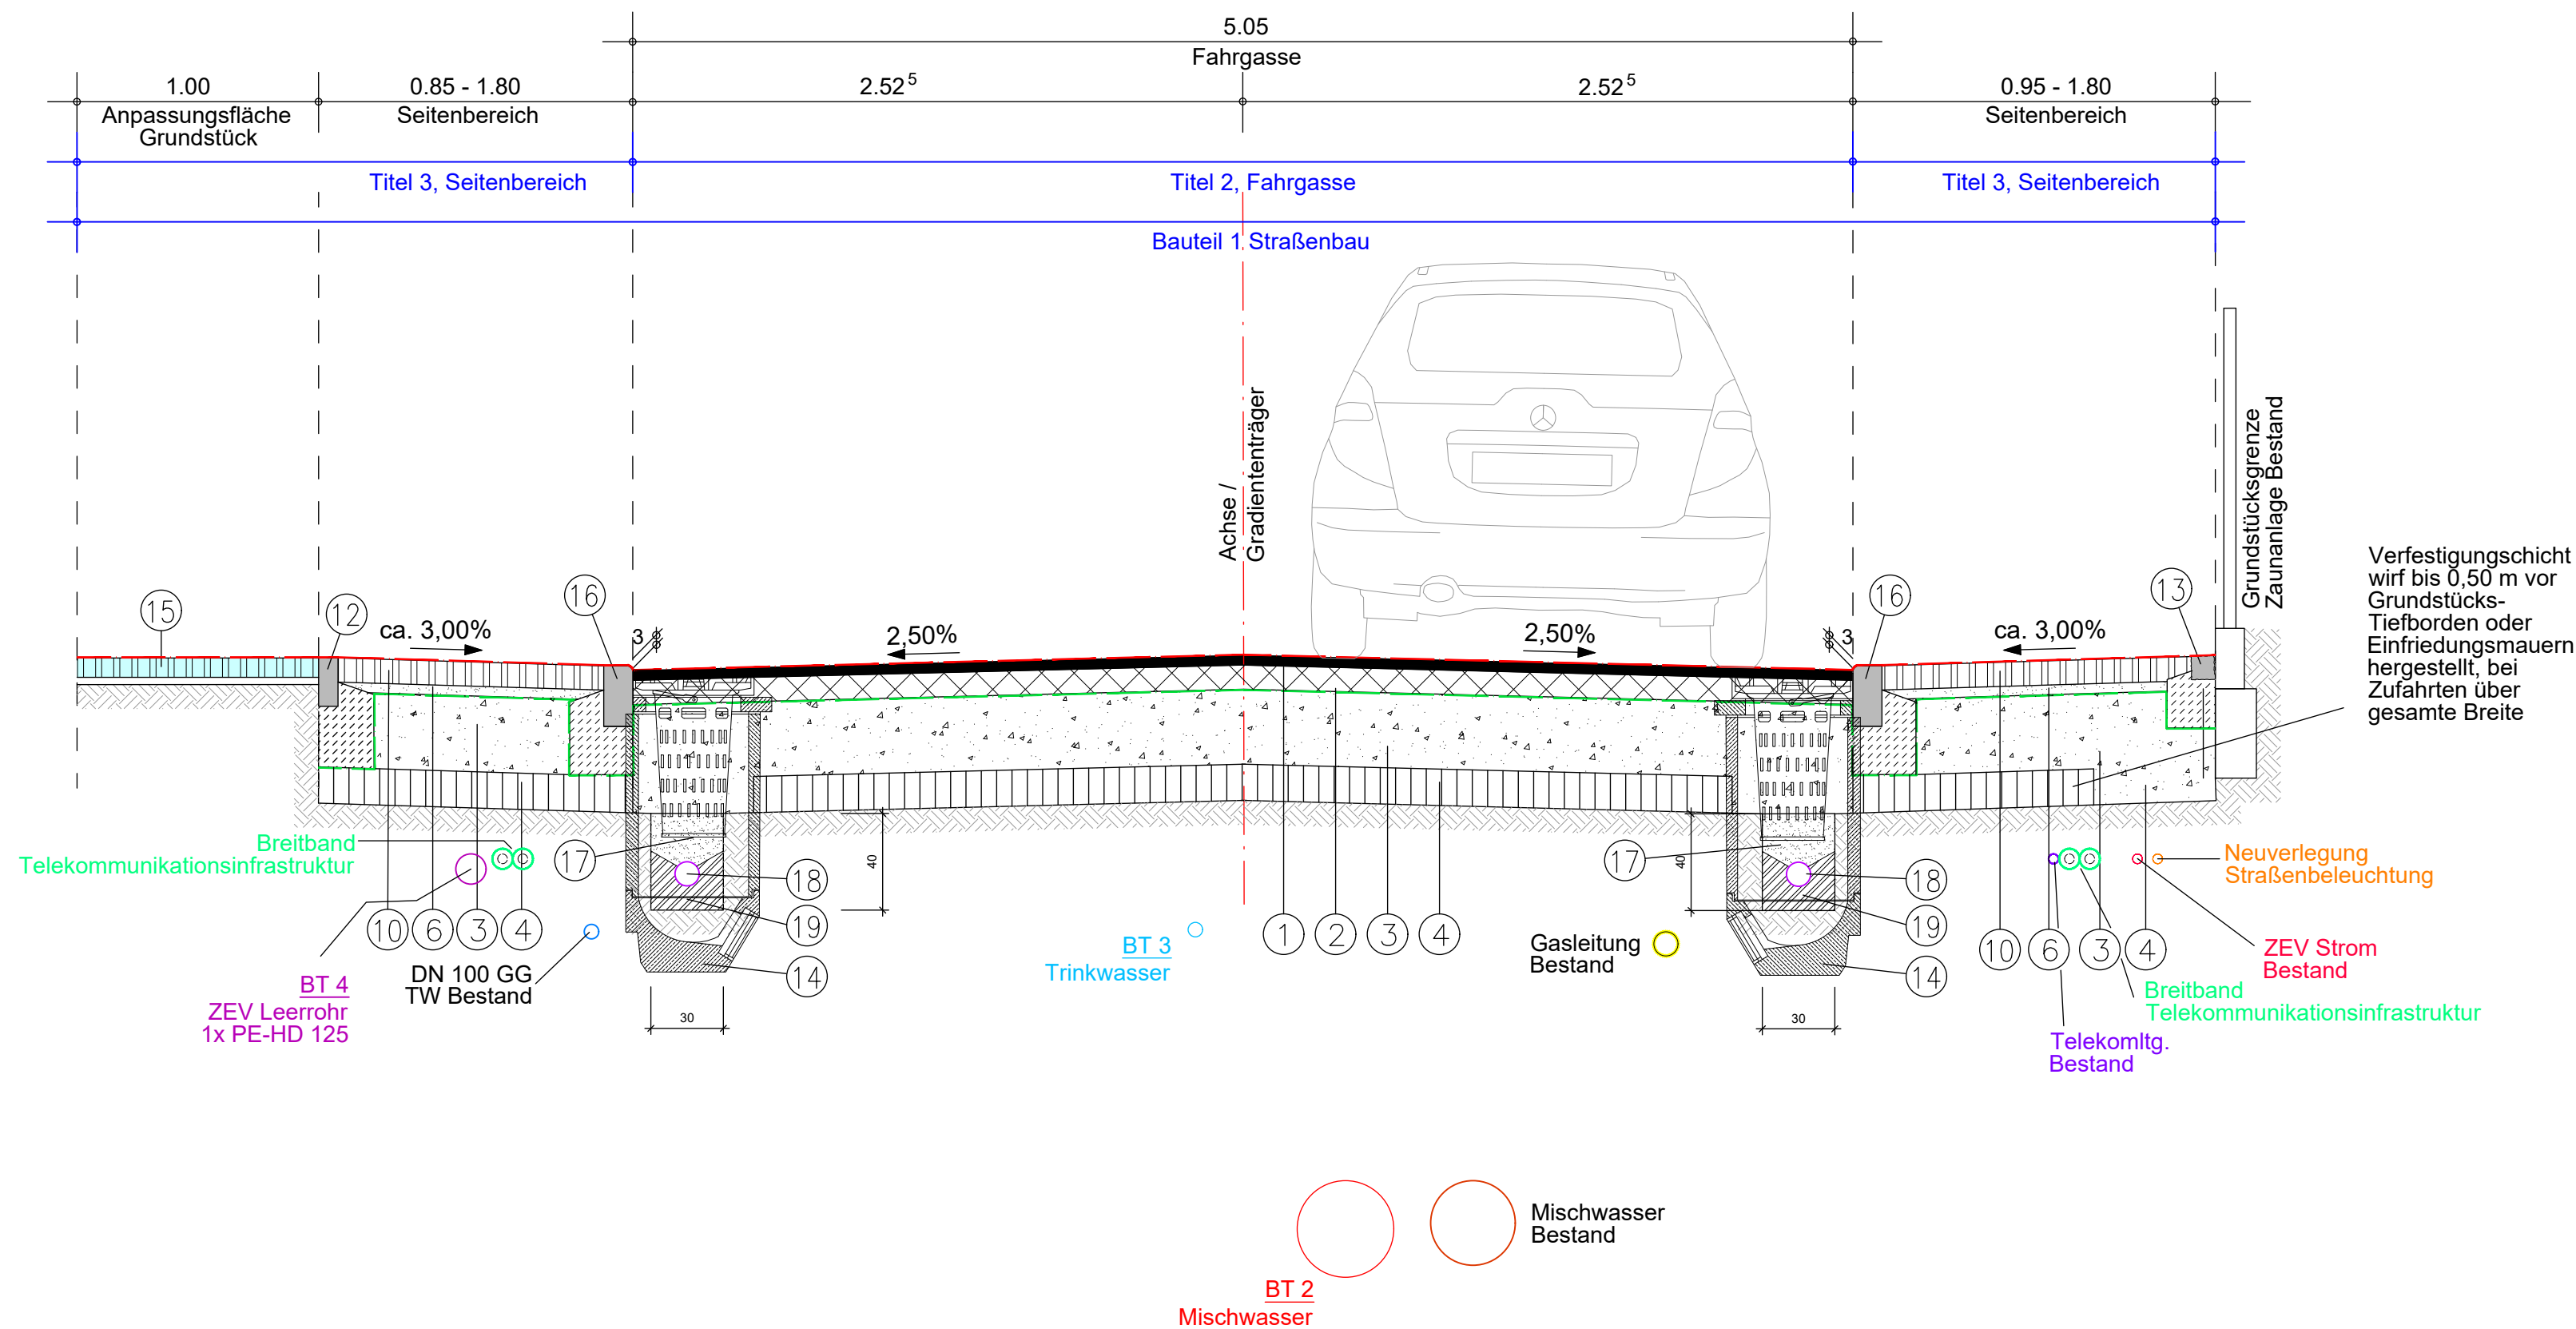 5.05
Fahrgasse
1.00
0.85 - 1.80
2.52⁵
2.52⁵
0.95 - 1.80
Anpassungsfläche
Grundstück
Seitenbereich
Seitenbereich
Titel 3, Seitenbereich
Titel 2, Fahrgasse
Titel 3, Seitenbereich
Bauteil 1 Straßenbau
Achse /
Gradiententräger
Grundstücksgrenze
Zaunanlage Bestand
Verfestigungschicht
wirf bis 0,50 m vor
Grundstücks-
Tiefborden oder
Einfriedungsmauern
hergestellt, bei
Zufahrten über
gesamte Breite
15
12
16
16
13
ca. 3,00%
3
2,50%
2,50%
3
ca. 3,00%
Breitband
Telekommunikationsinfrastruktur
17
18
19
14
40
17
18
19
14
40
10
6
3
4
1
2
3
4
10
6
3
4
DN 100 GG
TW Bestand
BT 4
ZEV Leerrohr
1x PE-HD 125
30
BT 3
Trinkwasser
Gasleitung
Bestand
30
Neuverlegung
Straßenbeleuchtung
ZEV Strom
Bestand
Breitband
Telekommunikationsinfrastruktur
Telekomltg.
Bestand
Mischwasser
Bestand
BT 2
Mischwasser